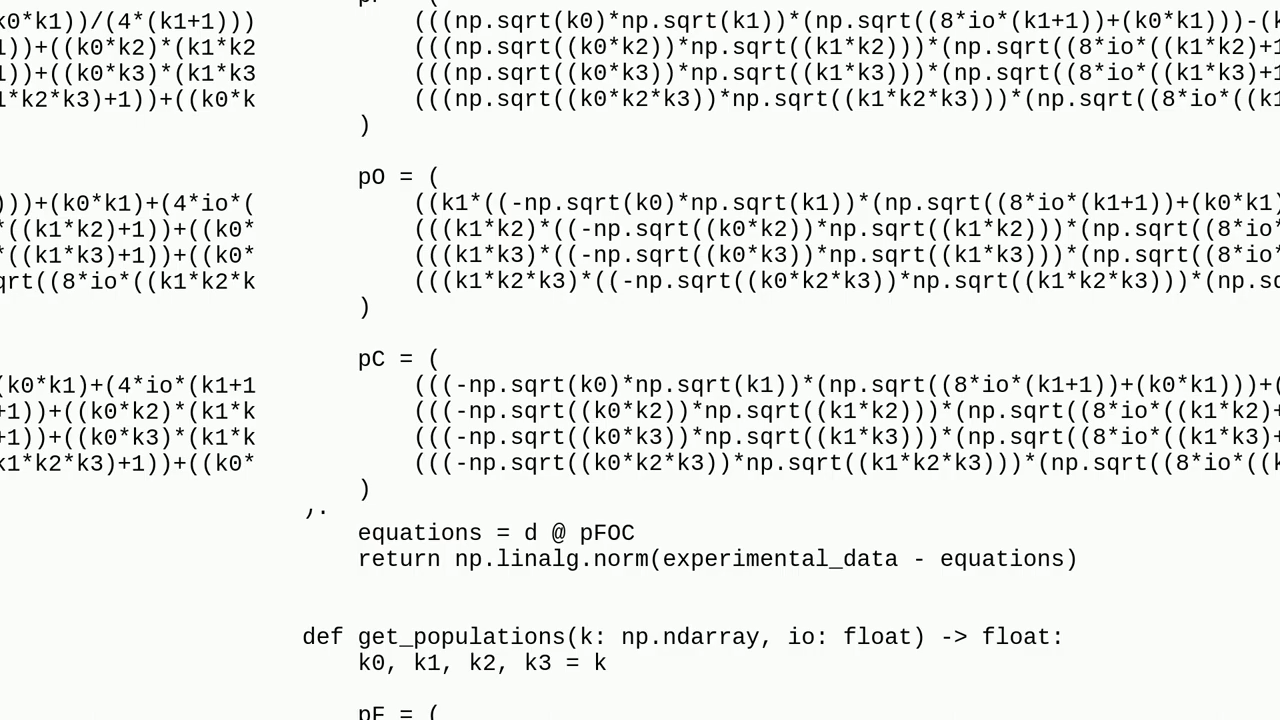 k0*k1))/(4*(k1+1))) (((np.sqrt(k0)*np.sqrt(k1))*(np.sqrt((8*io*(k1+1))+(k0*k1)))-(k
))+((k0*k2)*(k1*k2 (((np.sqrt((k0*k2))*np.sqrt((k1*k2)))*(np.sqrt((8*io*((k1*k2)+1
))+((k0*k3)*(k1*k3 (((np.sqrt((k0*k3))*np.sqrt((k1*k3)))*(np.sqrt((8*io*((k1*k3)+1
*k2*k3)+1))+((k0*k (((np.sqrt((k0*k2*k3))*np.sqrt((k1*k2*k3)))*(np.sqrt((8*io*((k1
)
pO = (
)))+(k0*k1)+(4*io*( ((k1*((-np.sqrt(k0)*np.sqrt(k1))*(np.sqrt((8*io*(k1+1))+(k0*k1)
*((k1*k2)+1))+((k0* (((k1*k2)*((-np.sqrt((k0*k2))*np.sqrt((k1*k2)))*(np.sqrt((8*io*
*((k1*k3)+1))+((k0* (((k1*k3)*((-np.sqrt((k0*k3))*np.sqrt((k1*k3)))*(np.sqrt((8*io*
qrt((8*io*((k1*k2*k (((k1*k2*k3)*((-np.sqrt((k0*k2*k3))*np.sqrt((k1*k2*k3)))*(np.sq
)
pC = (
(k0*k1)+(4*io*(k1+1 (((-np.sqrt(k0)*np.sqrt(k1))*(np.sqrt((8*io*(k1+1))+(k0*k1)))+(
+1))+((k0*k2)*(k1*k (((-np.sqrt((k0*k2))*np.sqrt((k1*k2)))*(np.sqrt((8*io*((k1*k2)+
+1))+((k0*k3)*(k1*k (((-np.sqrt((k0*k3))*np.sqrt((k1*k3)))*(np.sqrt((8*io*((k1*k3)+
k1*k2*k3)+1))+((k0* (((-np.sqrt((k0*k2*k3))*np.sqrt((k1*k2*k3)))*(np.sqrt((8*io*((k
)
equations = d @ pFOC
return np.linalg.norm(experimental_data - equations)
def get_populations(k: np.ndarray, io: float) -> float:
k0, k1, k2, k3 = k
pF = (